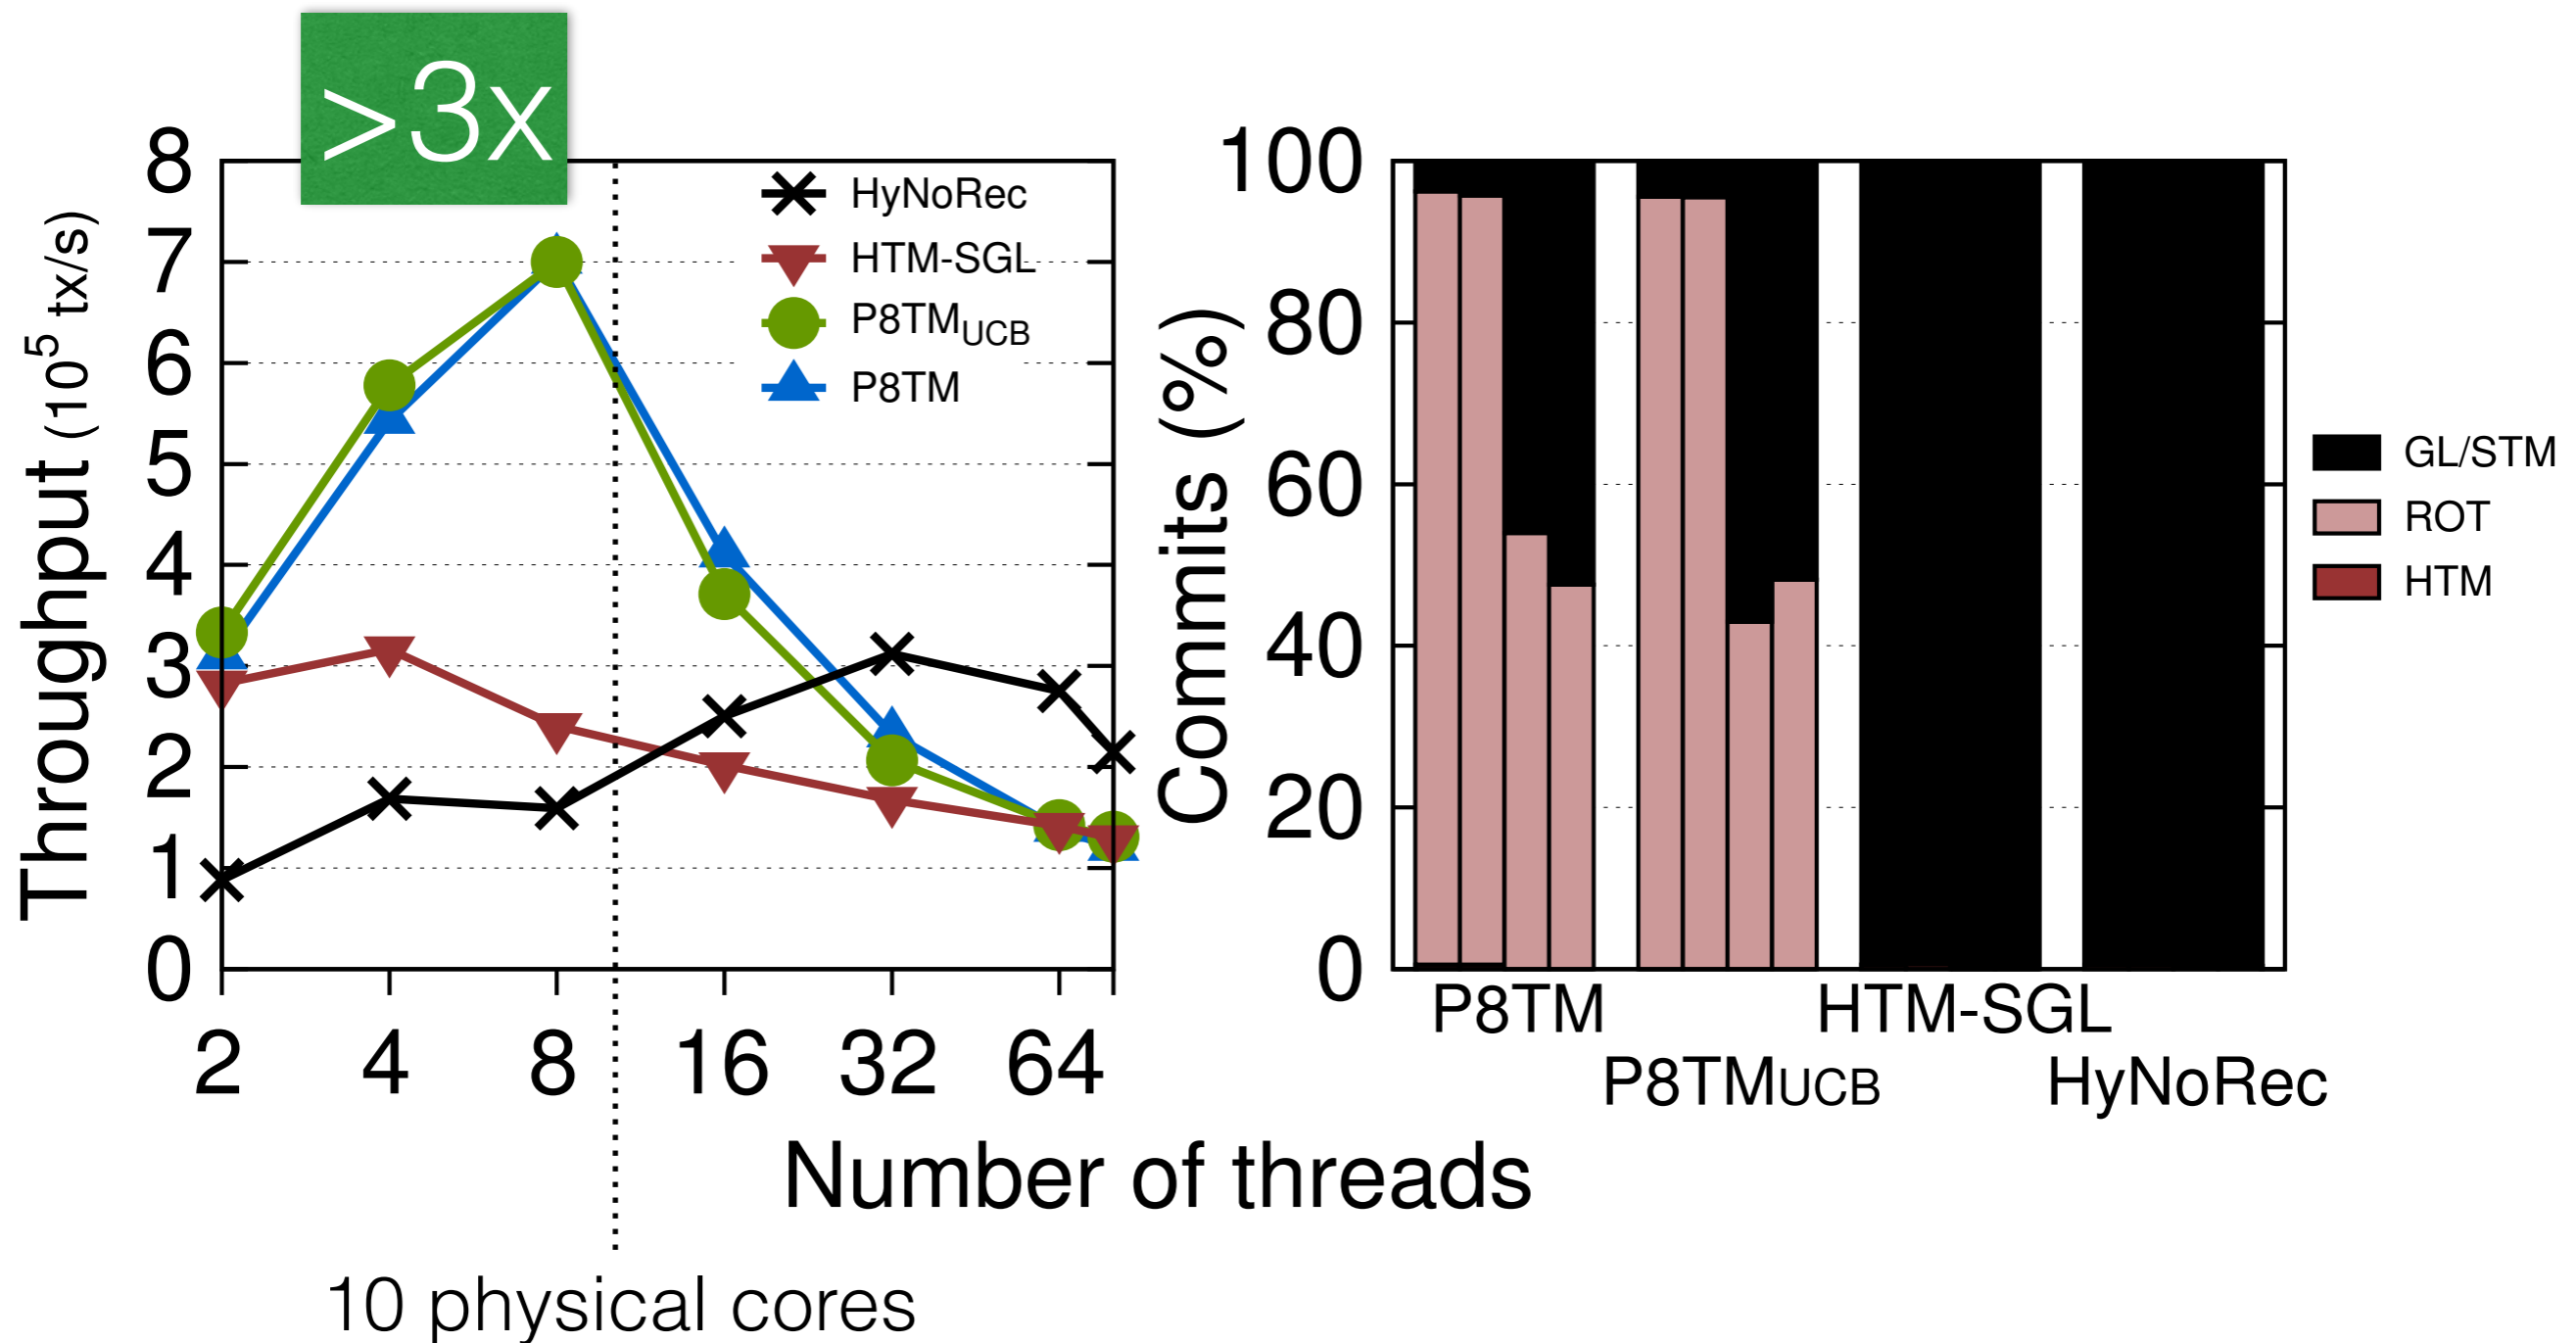 >3x
Throughput (10⁵ tx/s)
8
7
6
5
4
3
2
1
0
HyNoRec
HTM-SGL
P8TMUCB
P8TM
2 4 8 16 32 64
Commits (%)
100
80
60
40
20
0
GL/STM
ROT
HTM
P8TM HTM-SGL
P8TMUCB HyNoRec
Number of threads
10 physical cores